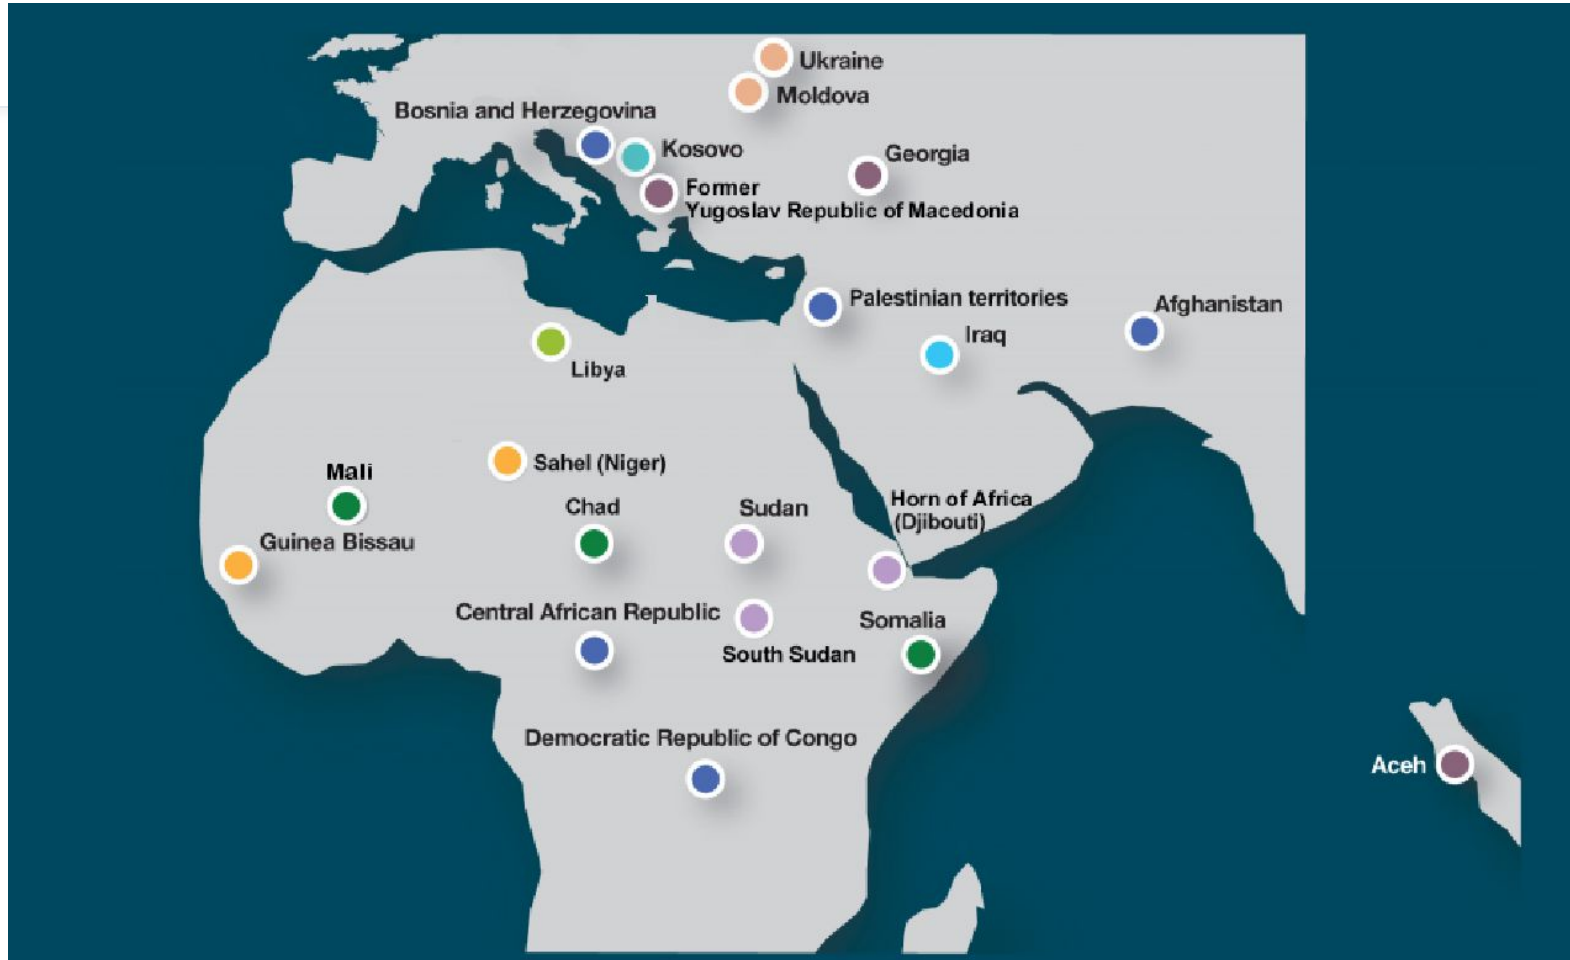 Ukraine
Moldova
Bosnia and Herzegovina
Kosovo
Georgia
Former
Yugoslav Republic of Macedonia
Palestinian territories
Afghanistan
Iraq
Libya
Sahel (Niger)
Mali
Chad
Sudan
Horn of Africa
(Djibouti)
Guinea Bissau
Central African Republic
Somalia
South Sudan
Democratic Republic of Congo
Aceh